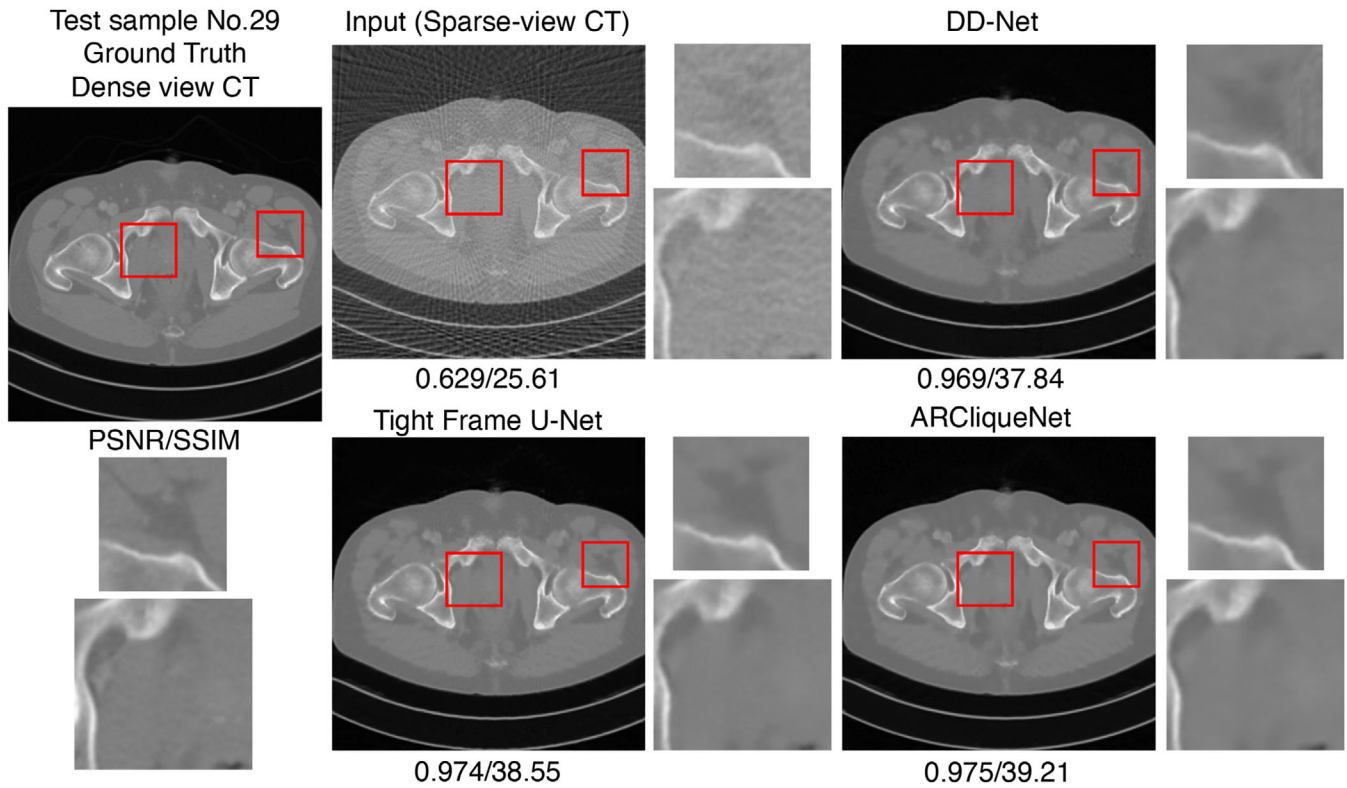 Test sample No.29
Ground Truth
Dense view CT
PSNR/SSIM
Input (Sparse-view CT)
0.629/25.61
DD-Net
0.969/37.84
Tight Frame U-Net
0.974/38.55
ARCliqueNet
0.975/39.21